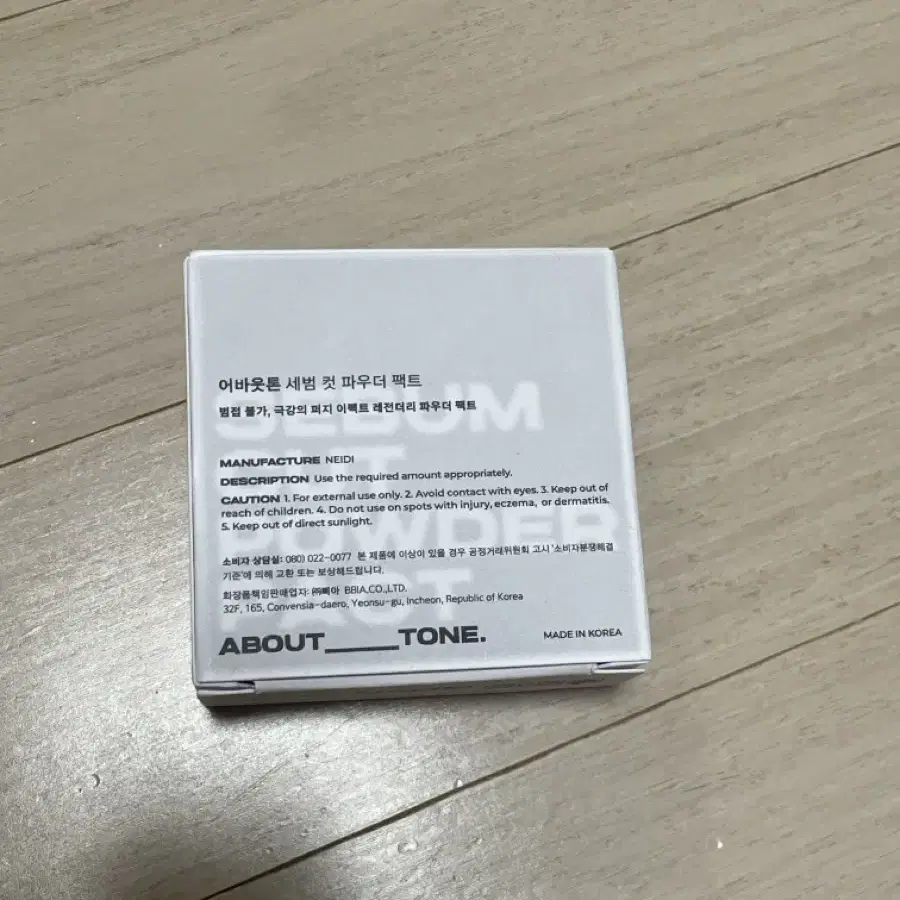 어바웃톤 세범 컷 파우더 팩트
범접 불가, 극강의 퍼지 이펙트 레전더리 파우더 팩트
SEBUM
CUT
POWDER
PACT
MANUFACTURE NEIDI
DESCRIPTION Use the required amount appropriately.
CAUTION 1. For external use only. 2. Avoid contact with eyes. 3. Keep out of
reach of children. 4. Do not use on spots with injury, eczema, or dermatitis.
5. Keep out of direct sunlight.
소비자 상담실: 080) 022-0077 본 제품에 이상이 있을 경우 공정거래위원회 고시 '소비자분쟁해결
기준'에 의해 교환 또는 보상해드립니다.
화장품책임판매업자: ㈜삐아 BBIA.CO.,LTD.
32F, 165, Convensia-daero, Yeonsu-gu, Incheon, Republic of Korea
ABOUT_____TONE.
MADE IN KOREA